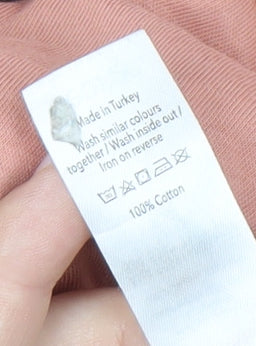 Made in Turkey
Wash similar colours
together / Wash inside out /
Iron on reverse
100% Cotton